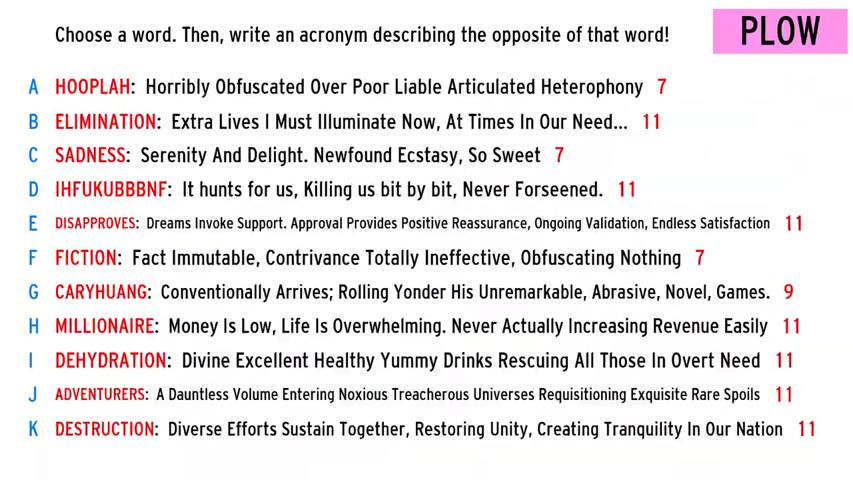 Choose a word. Then, write an acronym describing the opposite of that word!
PLOW
A HOOPLAH: Horribly Obfuscated Over Poor Liable Articulated Heterophony 7
B ELIMINATION: Extra Lives I Must Illuminate Now, At Times In Our Need... 11
C SADNESS: Serenity And Delight. Newfound Ecstasy, So Sweet 7
D IHFUKUBBBNF: It hunts for us, Killing us bit by bit, Never Forseened. 11
E DISAPPROVES: Dreams Invoke Support. Approval Provides Positive Reassurance, Ongoing Validation, Endless Satisfaction 11
F FICTION: Fact Immutable, Contrivance Totally Ineffective, Obfuscating Nothing 7
G CARYHUANG: Conventionally Arrives; Rolling Yonder His Unremarkable, Abrasive, Novel, Games. 9
H MILLIONAIRE: Money Is Low, Life Is Overwhelming. Never Actually Increasing Revenue Easily 11
I DEHYDRATION: Divine Excellent Healthy Yummy Drinks Rescuing All Those In Overt Need 11
J ADVENTURERS: A Dauntless Volume Entering Noxious Treacherous Universes Requisitioning Exquisite Rare Spoils 11
K DESTRUCTION: Diverse Efforts Sustain Together, Restoring Unity, Creating Tranquility In Our Nation 11